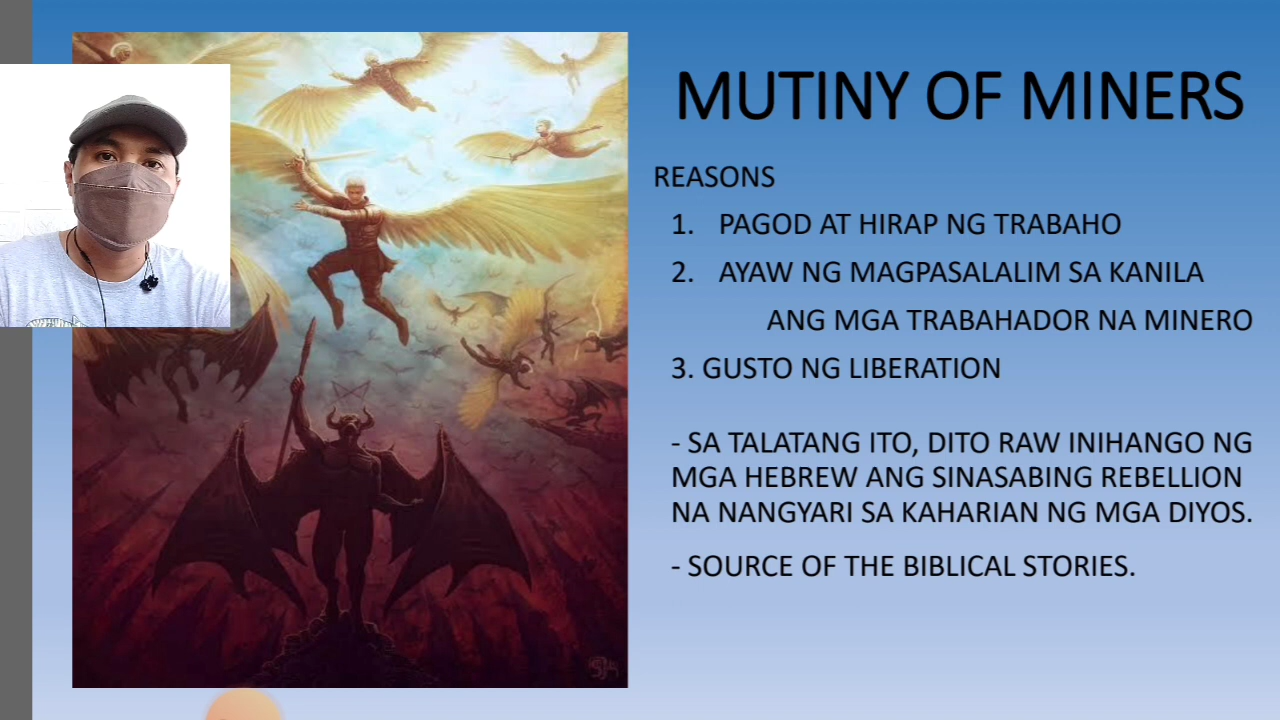 MUTINY OF MINERS
REASONS
1. PAGOD AT HIRAP NG TRABAHO
2. AYAW NG MAGPASALALIM SA KANILA
ANG MGA TRABAHADOR NA MINERO
3. GUSTO NG LIBERATION
- SA TALATANG ITO, DITO RAW INIHANGO NG
MGA HEBREW ANG SINASABING REBELLION
NA NANGYARI SA KAHARIAN NG MGA DIYOS.
- SOURCE OF THE BIBLICAL STORIES.